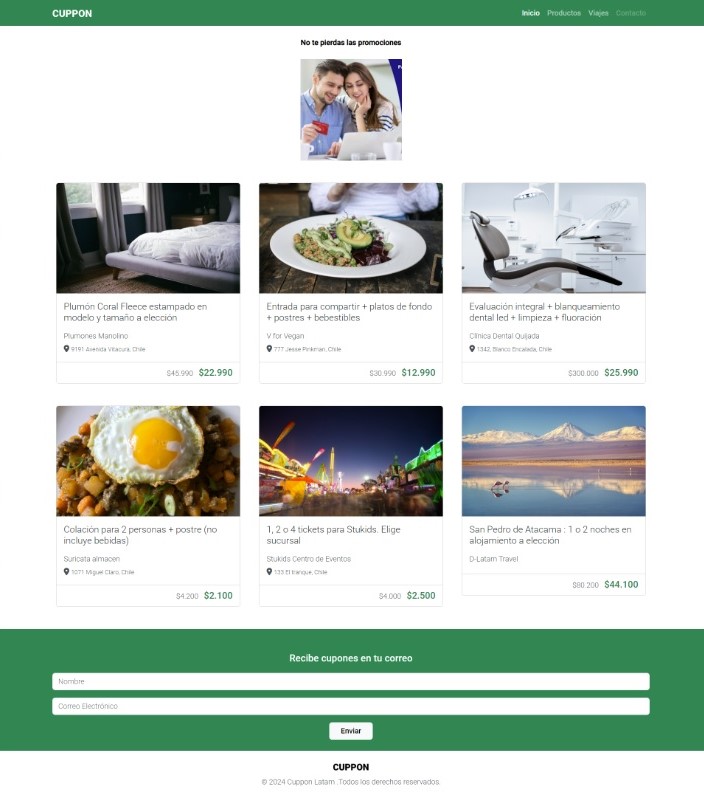 CUPPON
Inicio Productos Viajes Contacto
No te pierdas las promociones
Plumón Coral Fleece estampado en
modelo y tamaño a elección
Plumones Manolino
9191 Avenida Vitacura, Chile
$45.990 $22.990
Entrada para compartir + platos de fondo
+ postres + bebestibles
V for Vegan
777 Jesse Pinkman, Chile
$30.990 $12.990
Evaluación integral + blanqueamiento
dental led + limpieza + fluoración
Clínica Dental Quijada
1342, Blanco Encalada, Chile
$300.000 $25.990
Colación para 2 personas + postre (no
incluye bebidas)
Suricata almacen
1071 Miguel Claro, Chile
$4.200 $2.100
1, 2 o 4 tickets para Stukids. Elige
sucursal
Stukids Centro de Eventos
133 El tranque, Chile
$4.000 $2.500
San Pedro de Atacama : 1 o 2 noches en
alojamiento a elección
D-Latam Travel
$80.200 $44.100
Recibe cupones en tu correo
Nombre
Correo Electrónico
Enviar
CUPPON
© 2024 Cuppon Latam. Todos los derechos reservados.